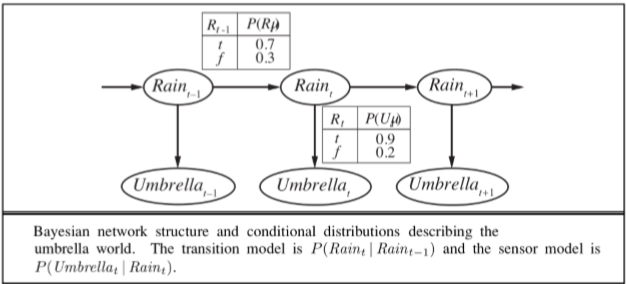 R_{t-1} P(R_t)
t 0.7
f 0.3
Rain_{t-1} Rain_t Rain_{t+1}
R_t P(U_t)
t 0.9
f 0.2
Umbrella_{t-1} Umbrella_t Umbrella_{t+1}
Bayesian network structure and conditional distributions describing the
umbrella world. The transition model is P(Rain_t | Rain_{t−1}) and the sensor model is
P(Umbrella_t | Rain_t).